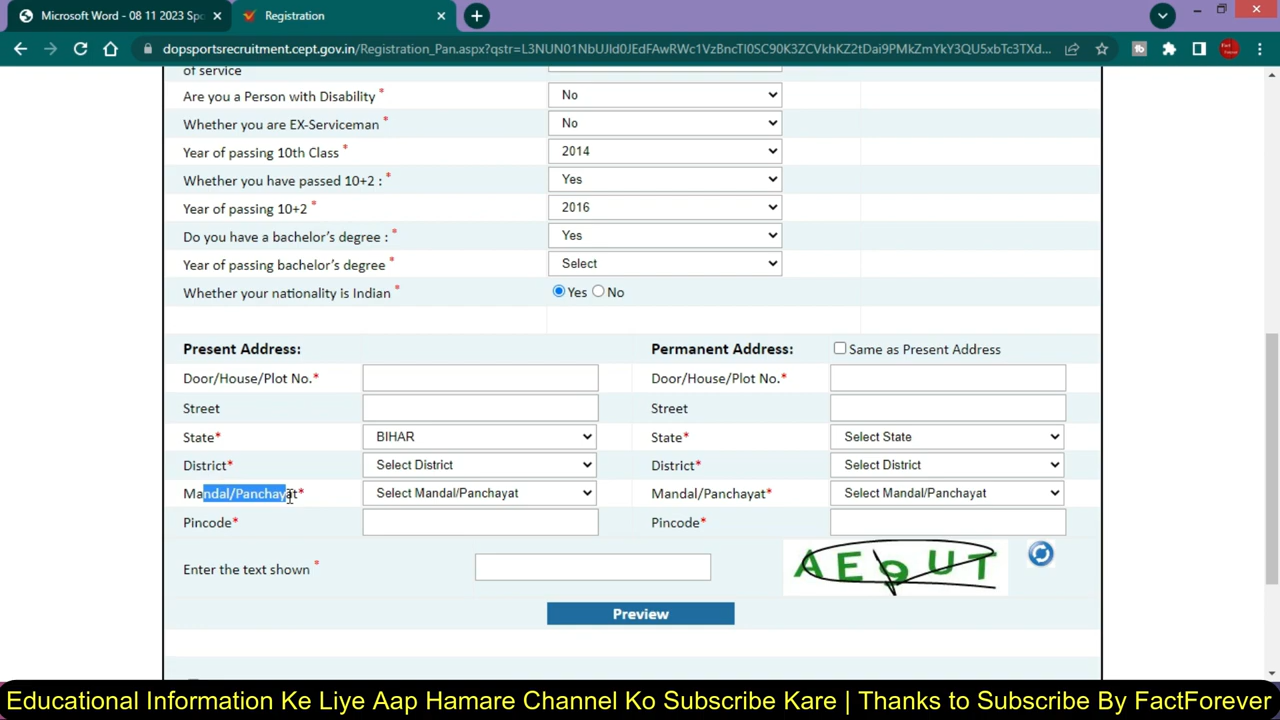 Microsoft Word - 08 11 2023 Spo
Registration
dopsportsrecruitment.cept.gov.in/Registration_Pan.aspx?qstr=L3NUN01NbUJld0JEdFAwRWc1VzBncTl0SC90K3ZCVkhKZ2tDai9PMkZmYkY3QU5xbTc3TXd...
of service
Are you a Person with Disability * No
Whether you are EX-Serviceman * No
Year of passing 10th Class * 2014
Whether you have passed 10+2 : * Yes
Year of passing 10+2 * 2016
Do you have a bachelor’s degree : * Yes
Year of passing bachelor’s degree * Select
Whether your nationality is Indian * Yes No
Present Address: Permanent Address: Same as Present Address
Door/House/Plot No.* Door/House/Plot No.*
Street Street
State* BIHAR State* Select State
District* Select District District* Select District
Mandal/Panchayat* Select Mandal/Panchayat Mandal/Panchayat* Select Mandal/Panchayat
Pincode* Pincode*
Enter the text shown *
Preview
Educational Information Ke Liye Aap Hamare Channel Ko Subscribe Kare | Thanks to Subscribe By FactForever